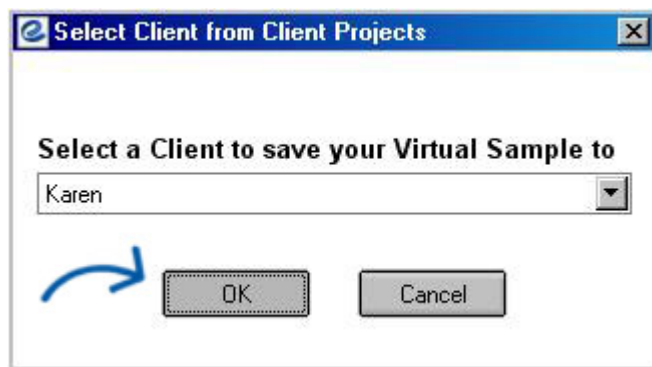 Select Client from Client Projects
Select a Client to save your Virtual Sample to
Karen
OK Cancel